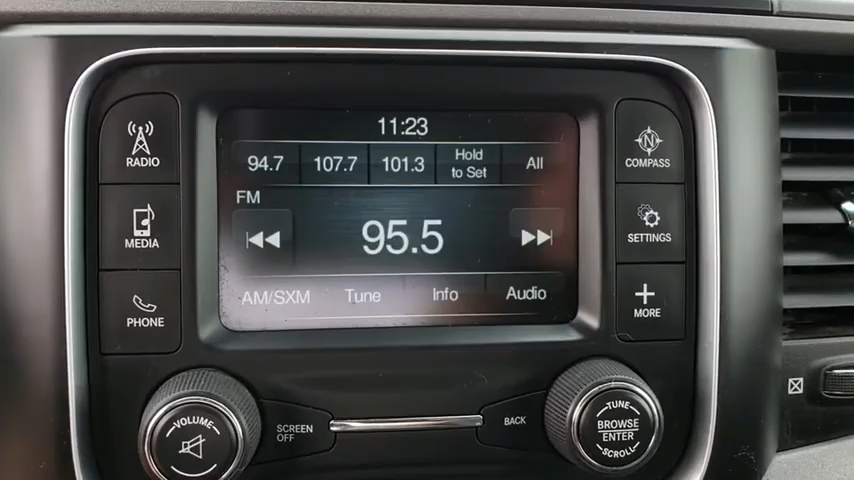 11:23
RADIO
94.7 107.7 101.3 Hold to Set All
N
COMPASS
FM
MEDIA
95.5
SETTINGS
AM/SXM Tune Info Audio
PHONE
MORE
VOLUME
SCREEN
OFF
BACK
TUNE
BROWSE
ENTER
SCROLL